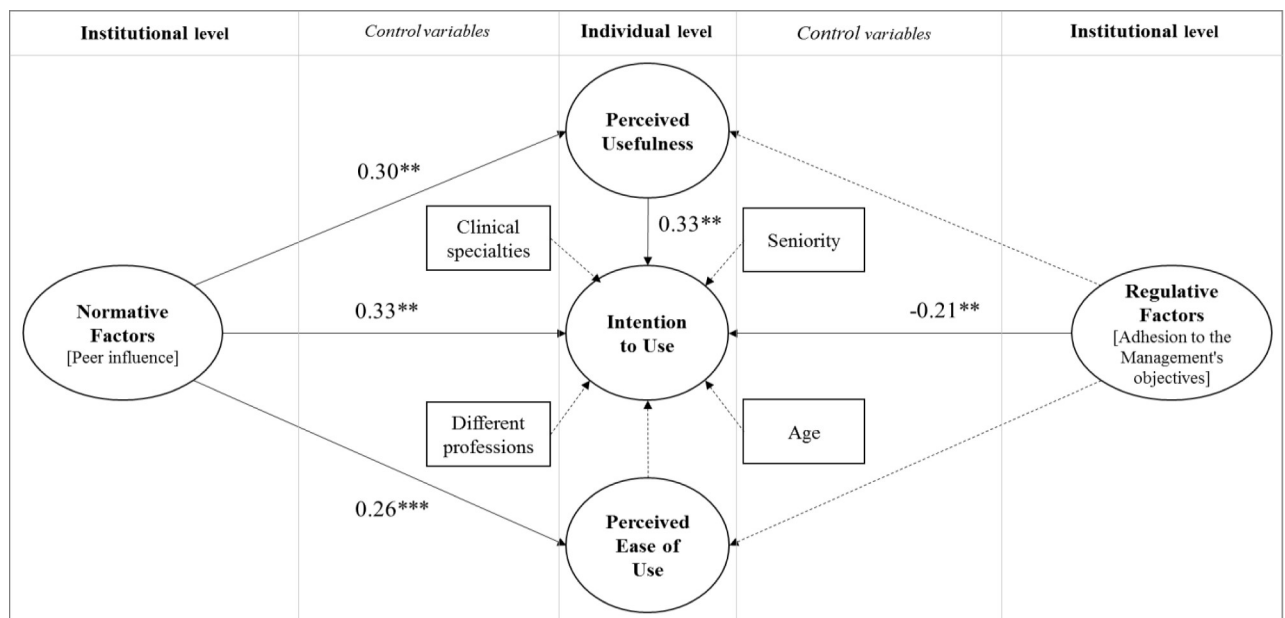 Institutional level
Control variables
Individual level
Control variables
Institutional level
Perceived
Usefulness
0.30**
Clinical
specialties
0.33**
Seniority
Normative
Factors
[Peer influence]
0.33**
Intention
to Use
-0.21**
Regulative
Factors
[Adhesion to the
Management's
objectives]
Different
professions
Age
0.26***
Perceived
Ease of
Use